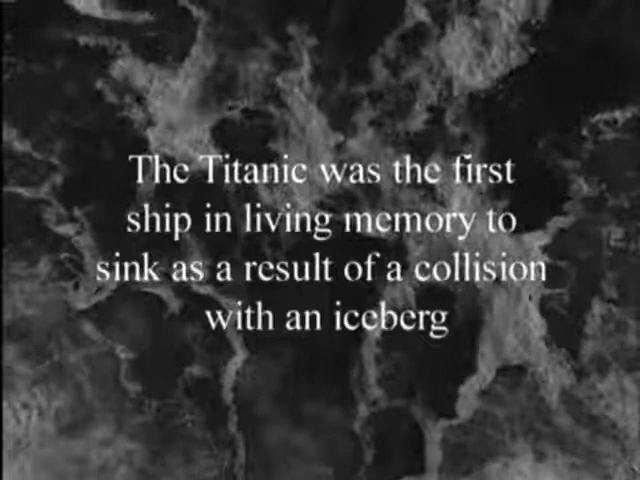 The Titanic was the first
ship in living memory to
sink as a result of a collision
with an iceberg